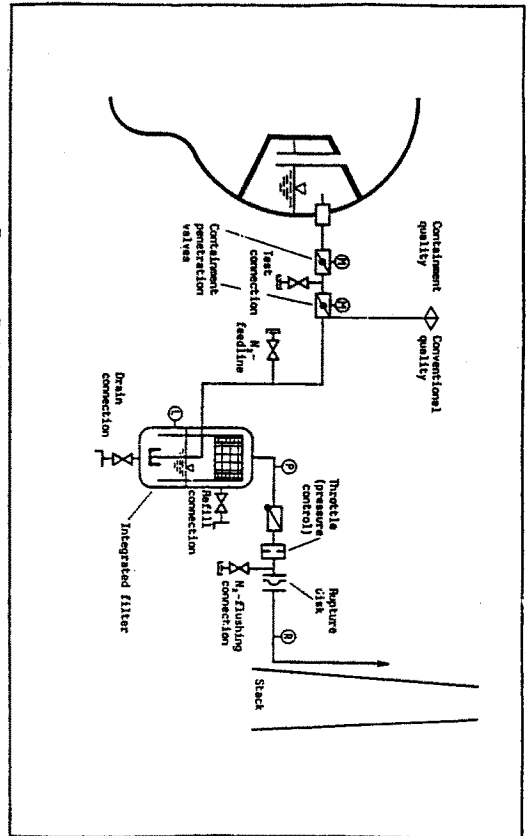 Containment
quality
Conventional
quality
M
M
Test
connection
Containment
penetration
valves
N₂-
feedline
L
Drain
connection
Refill
connection
Integrated filter
P
Throttle
(pressure
control)
Rupture
disk
N₂-flushing
connection
R
Stack